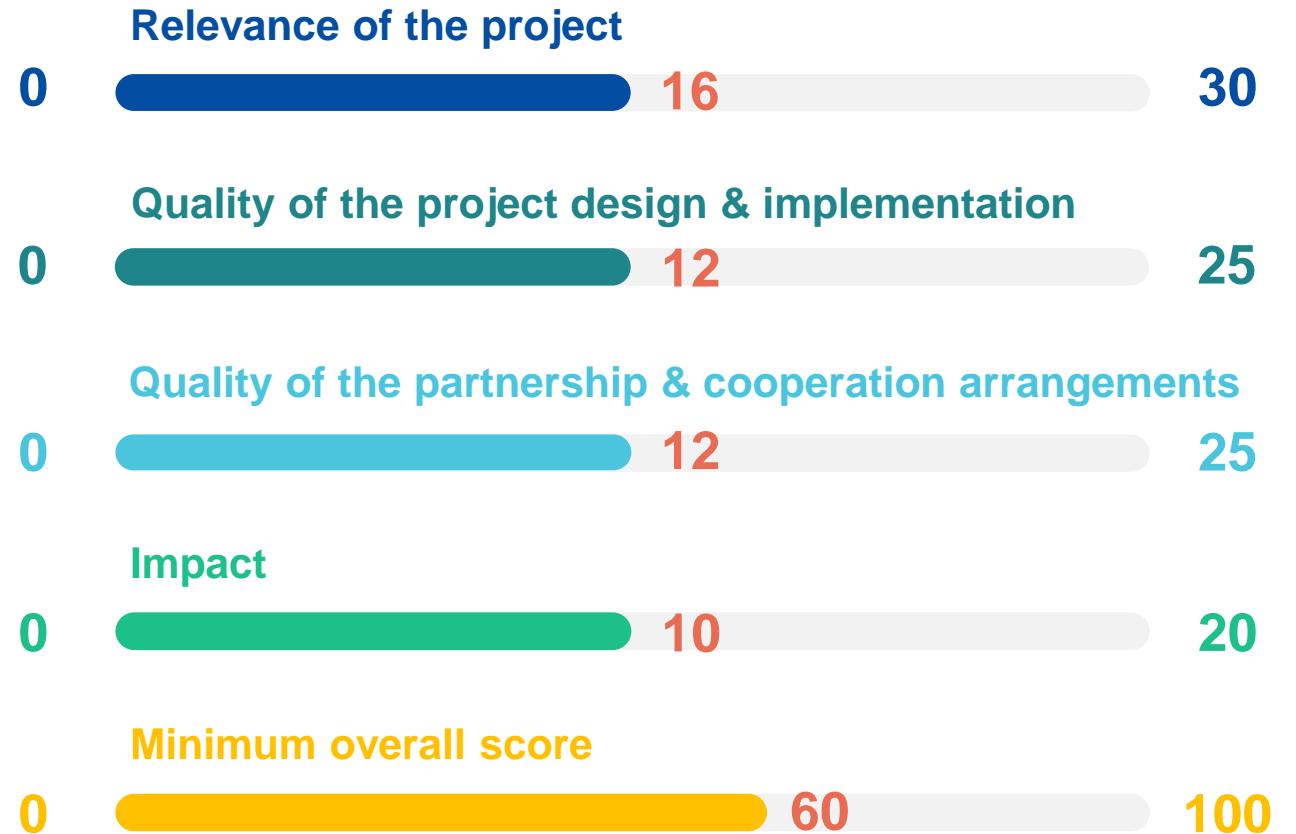 Relevance of the project
0 16 30
Quality of the project design & implementation
0 12 25
Quality of the partnership & cooperation arrangements
0 12 25
Impact
0 10 20
Minimum overall score
0 60 100